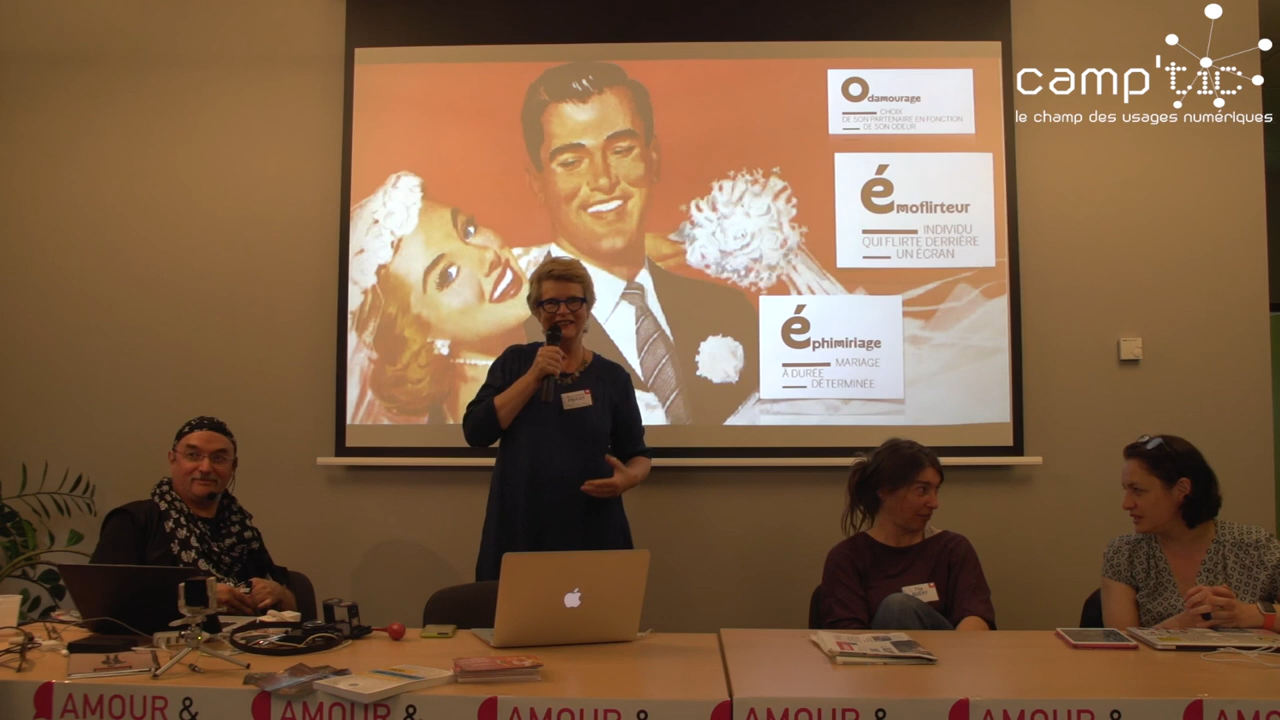 camp'tic
le champ des usages numériques
Odamourage
CHOIX
DE SON PARTENAIRE EN FONCTION
DE SON ODEUR
émoflirteur
INDIVIDU
QUI FLIRTE DERRIÈRE
UN ÉCRAN
éphimiriage
MARIAGE
À DURÉE
DÉTERMINÉE
AMOUR & AMOUR & AMOUR & AMOUR & AMOUR & AMOUR